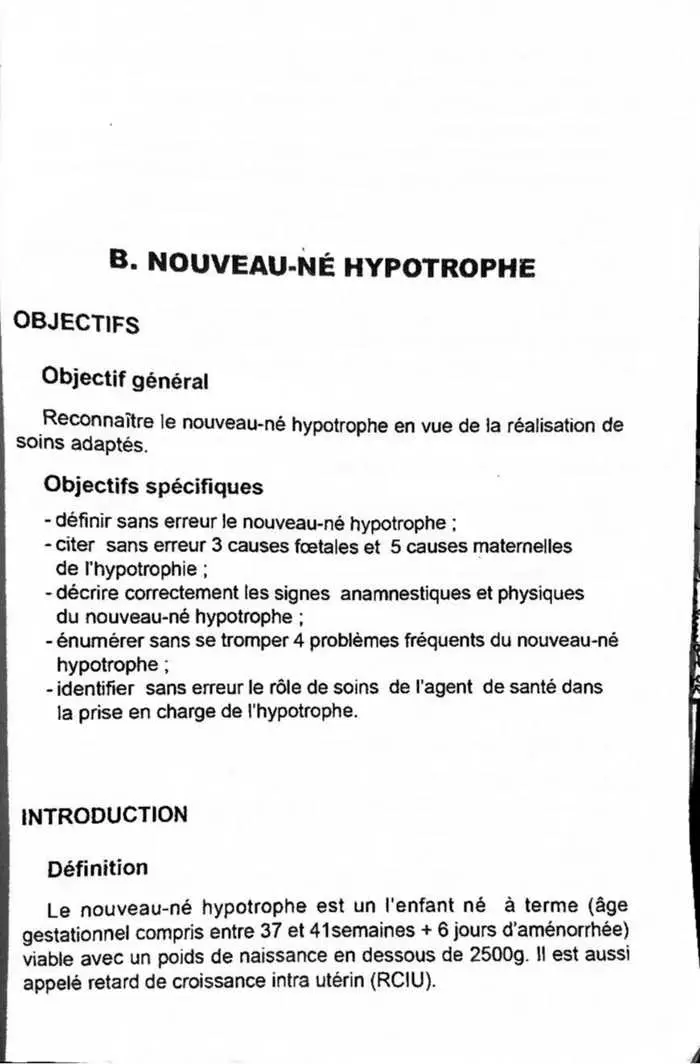 B. NOUVEAU-NÉ HYPOTROPHE
OBJECTIFS
Objectif général
Reconnaître le nouveau-né hypotrophe en vue de la réalisation de
soins adaptés.
Objectifs spécifiques
- définir sans erreur le nouveau-né hypotrophe ;
- citer sans erreur 3 causes fœtales et 5 causes maternelles
de l'hypotrophie ;
- décrire correctement les signes anamnestiques et physiques
du nouveau-né hypotrophe ;
- énumérer sans se tromper 4 problèmes fréquents du nouveau-né
hypotrophe ;
- identifier sans erreur le rôle de soins de l'agent de santé dans
la prise en charge de l'hypotrophe.
INTRODUCTION
Définition
Le nouveau-né hypotrophe est un l'enfant né à terme (âge
gestationnel compris entre 37 et 41semaines + 6 jours d'aménorrhée)
viable avec un poids de naissance en dessous de 2500g. Il est aussi
appelé retard de croissance intra utérin (RCIU).